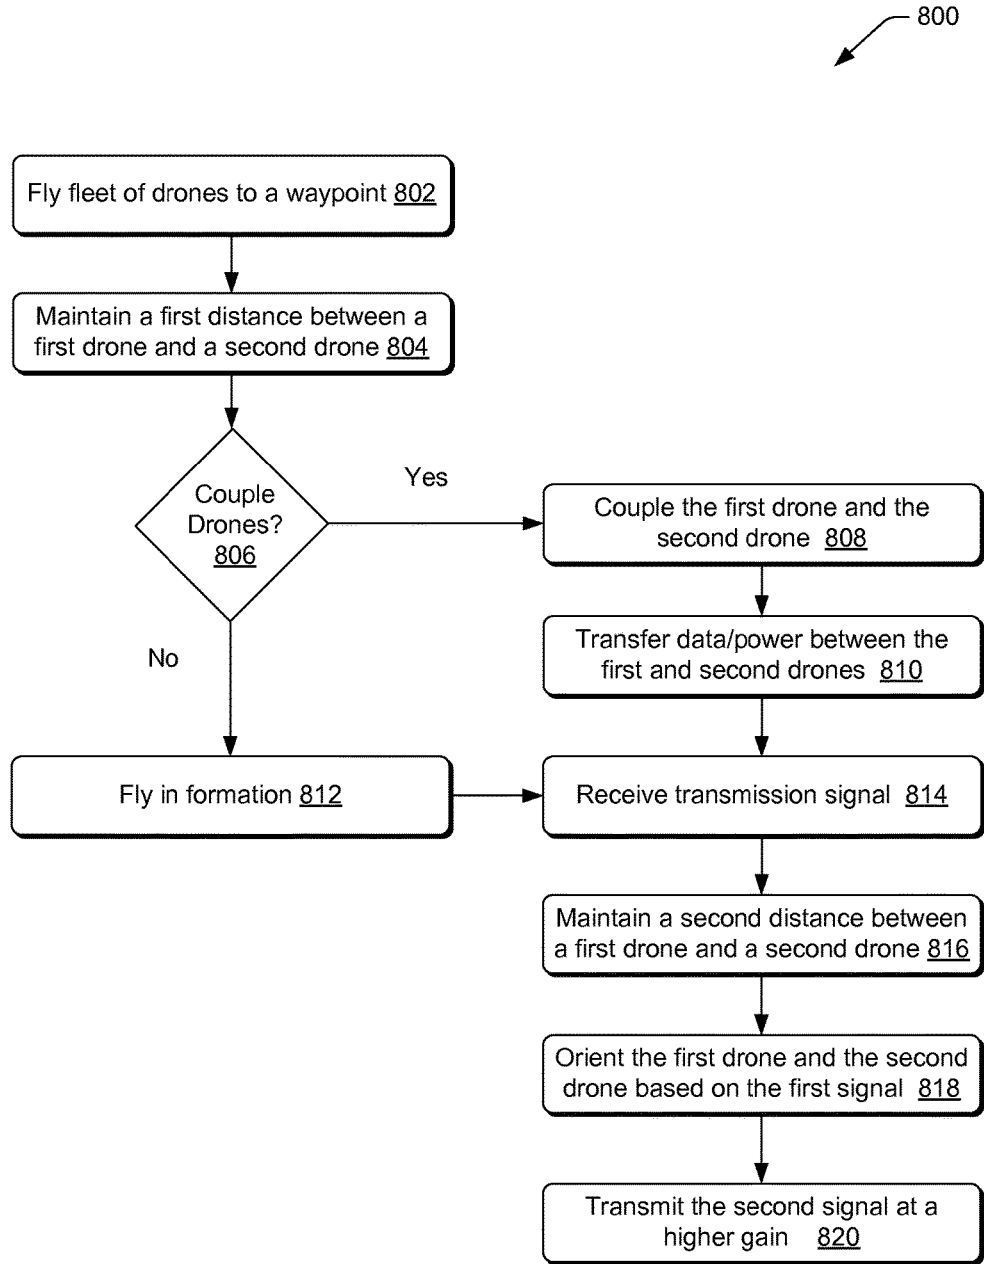 800
Fly fleet of drones to a waypoint 802
Maintain a first distance between a
first drone and a second drone 804
Couple
Drones?
806
Yes
Couple the first drone and the
second drone 808
Transfer data/power between the
first and second drones 810
No
Fly in formation 812
Receive transmission signal 814
Maintain a second distance between
a first drone and a second drone 816
Orient the first drone and the second
drone based on the first signal 818
Transmit the second signal at a
higher gain 820